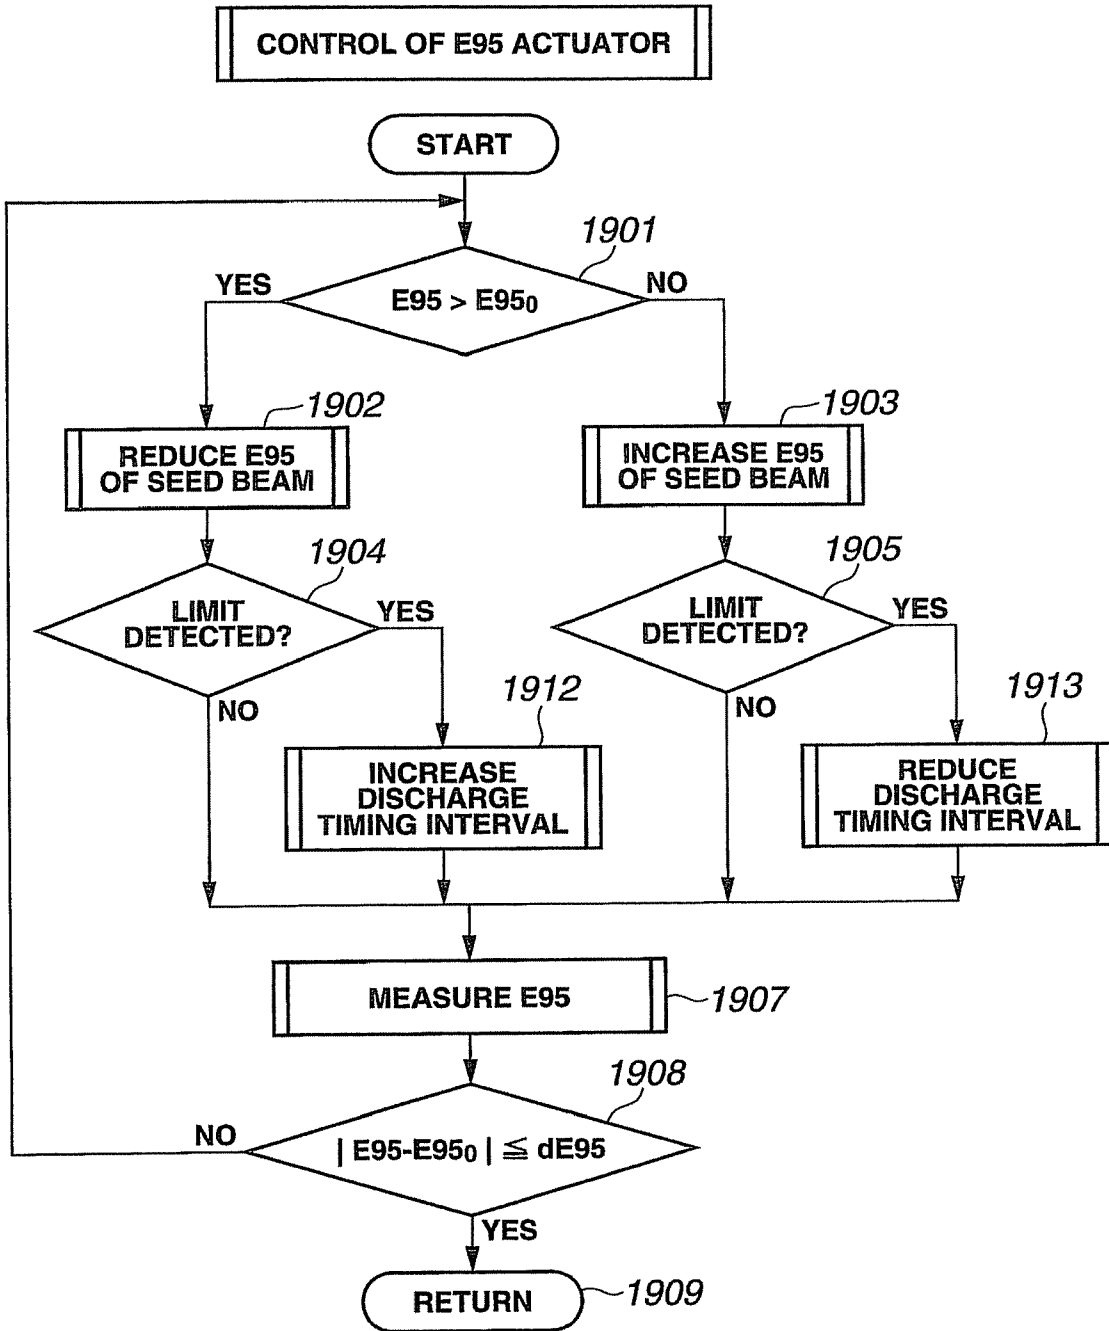 CONTROL OF E95 ACTUATOR
START
1901
YES
E95 > E95₀
NO
1902
1903
REDUCE E95
OF SEED BEAM
INCREASE E95
OF SEED BEAM
1904
1905
LIMIT
DETECTED?
YES
LIMIT
DETECTED?
YES
NO
1912
NO
1913
INCREASE
DISCHARGE
TIMING INTERVAL
REDUCE
DISCHARGE
TIMING INTERVAL
MEASURE E95
1907
1908
NO
| E95-E95₀ | ≦ dE95
YES
RETURN
1909